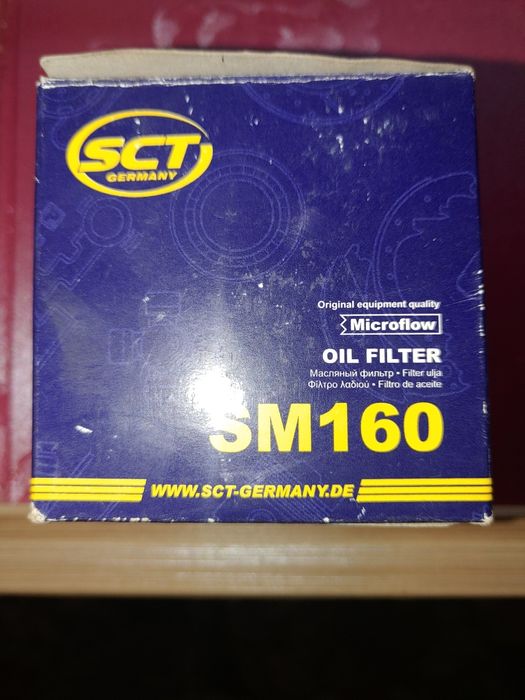 SCT
GERMANY
Original equipment quality
Microflow
OIL FILTER
Масляный фильтр • Filter ulja
Φίλτρο λαδιού • Filtro de aceite
SM160
WWW.SCT-GERMANY.DE